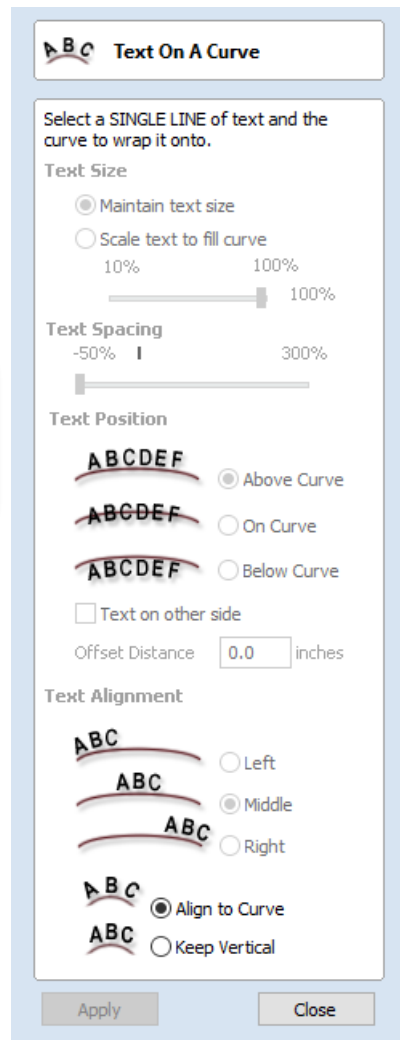 ABC Text On A Curve
Select a SINGLE LINE of text and the
curve to wrap it onto.
Text Size
Maintain text size
Scale text to fill curve
10% 100%
100%
Text Spacing
-50% 300%
Text Position
ABCDEF Above Curve
ABCDEF On Curve
ABCDEF Below Curve
Text on other side
Offset Distance 0.0 inches
Text Alignment
ABC Left
ABC Middle
ABC Right
ABC Align to Curve
ABC Keep Vertical
Apply Close